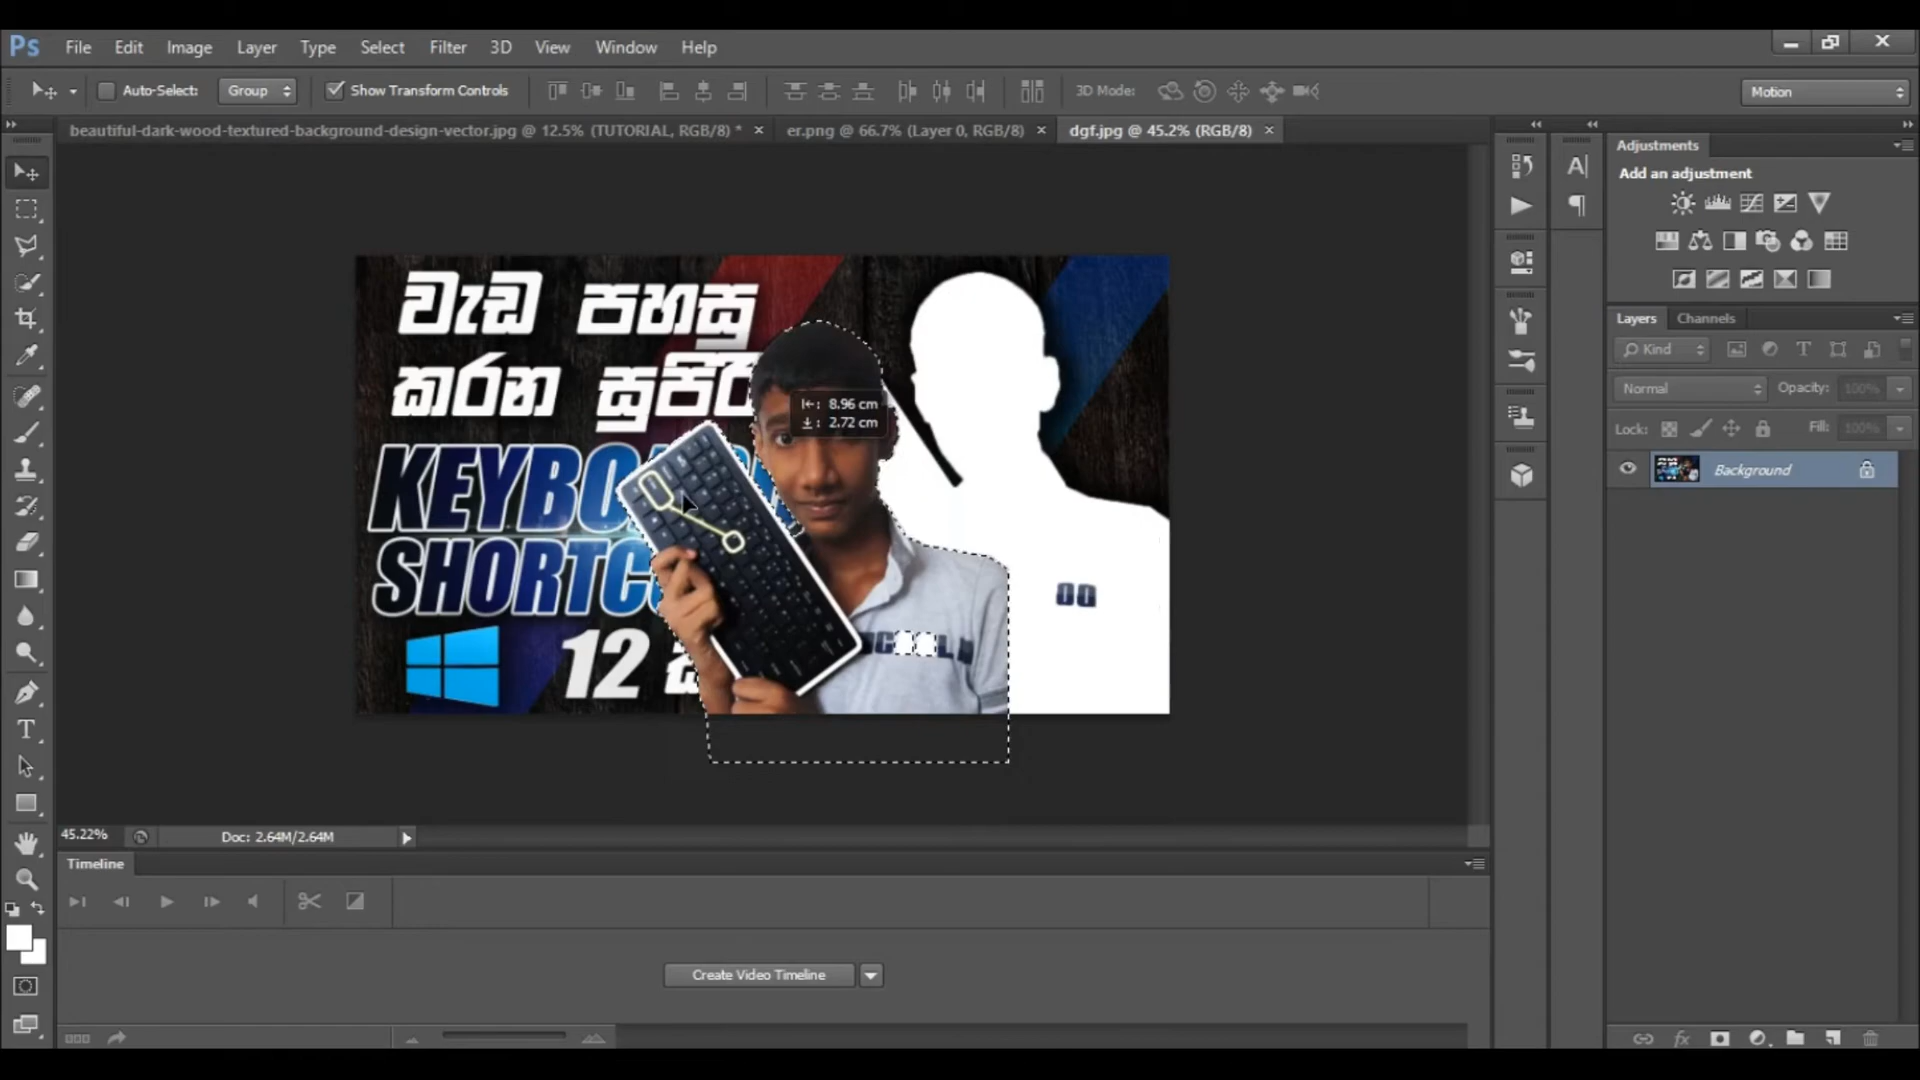 Ps File Edit Image Layer Type Select Filter 3D View Window Help
Auto-Select: Group Show Transform Controls 3D Mode: Motion
beautiful-dark-wood-textured-background-design-vector.jpg @ 12.5% (TUTORIAL, RGB/8) * er.png @ 66.7% (Layer 0, RGB/8) dgf.jpg @ 45.2% (RGB/8)
Adjustments
Add an adjustment
Layers Channels
Kind
Normal Opacity: 100%
Lock: Fill: 100%
Background
වැඩ පහසු
කරන සුපිරි
8.96 cm
2.72 cm
SHORTC
12
45.22% Doc: 2.64M/2.64M
Timeline
Create Video Timeline